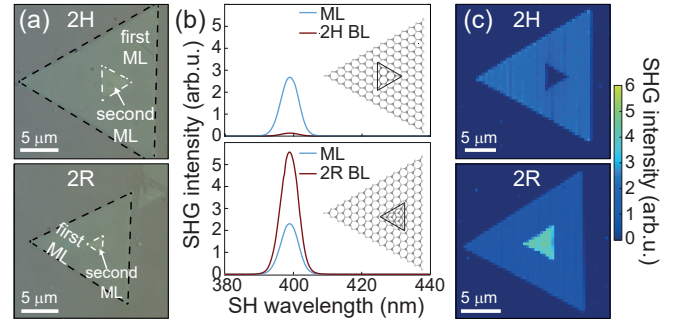 (a)
2H
first
ML
second
ML
5 μm
2R
first
ML
second
ML
5 μm
(b)
SHG intensity (arb.u.)
5
4
3
2
1
0
ML
2H BL
5
4
3
2
1
0
ML
2R BL
380
400
420
440
SH wavelength (nm)
(c)
2H
5 μm
2R
5 μm
6
5
4
3
2
1
0
SHG intensity (arb.u.)